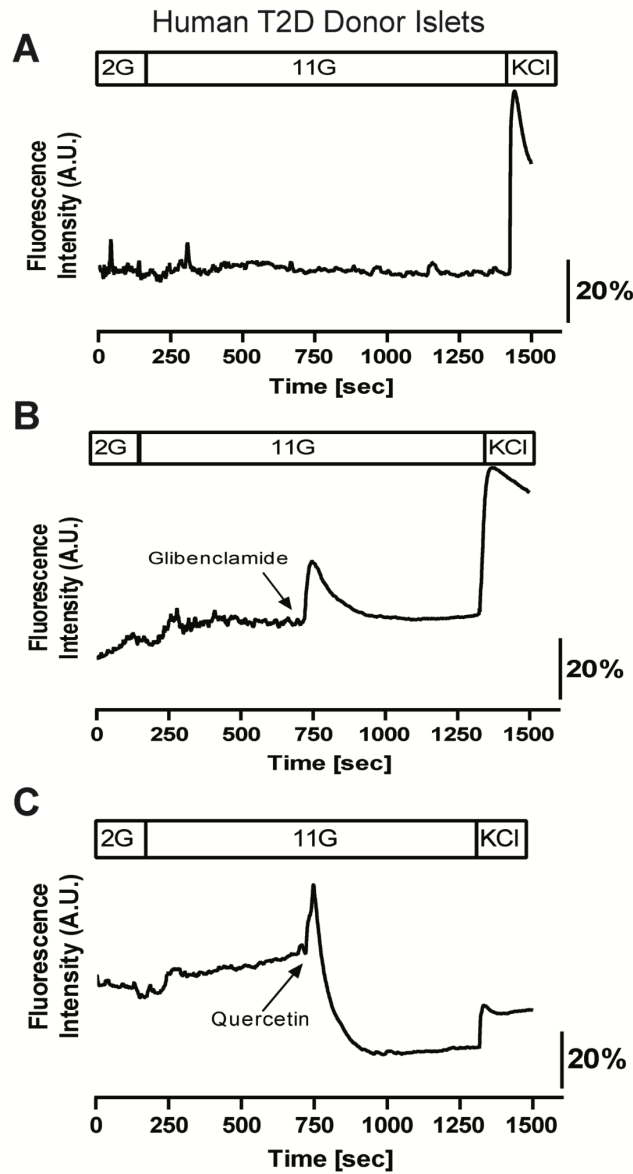 Human T2D Donor Islets
A
2G 11G KCl
Fluorescence
Intensity (A.U.)
20%
0 250 500 750 1000 1250 1500
Time [sec]
B
2G 11G KCl
Glibenclamide
Fluorescence
Intensity (A.U.)
20%
0 250 500 750 1000 1250 1500
Time [sec]
C
2G 11G KCl
Fluorescence
Intensity (A.U.)
Quercetin
20%
0 250 500 750 1000 1250 1500
Time [sec]